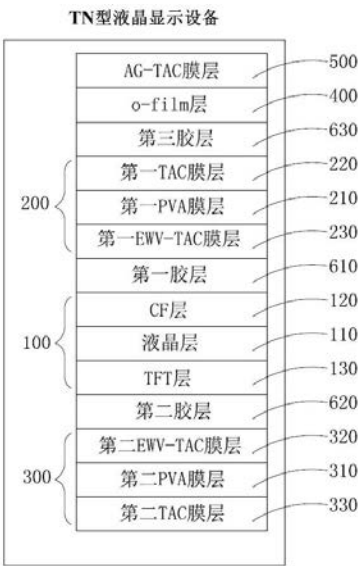 TN型液晶显示设备
AG-TAC膜层 500
o-film层 400
第三胶层 630
第一TAC膜层 220
200 第一PVA膜层 210
第一EWV-TAC膜层 230
第一胶层 610
CF层 120
100 液晶层 110
TFT层 130
第二胶层 620
第二EWV-TAC膜层 320
300 第二PVA膜层 310
第二TAC膜层 330